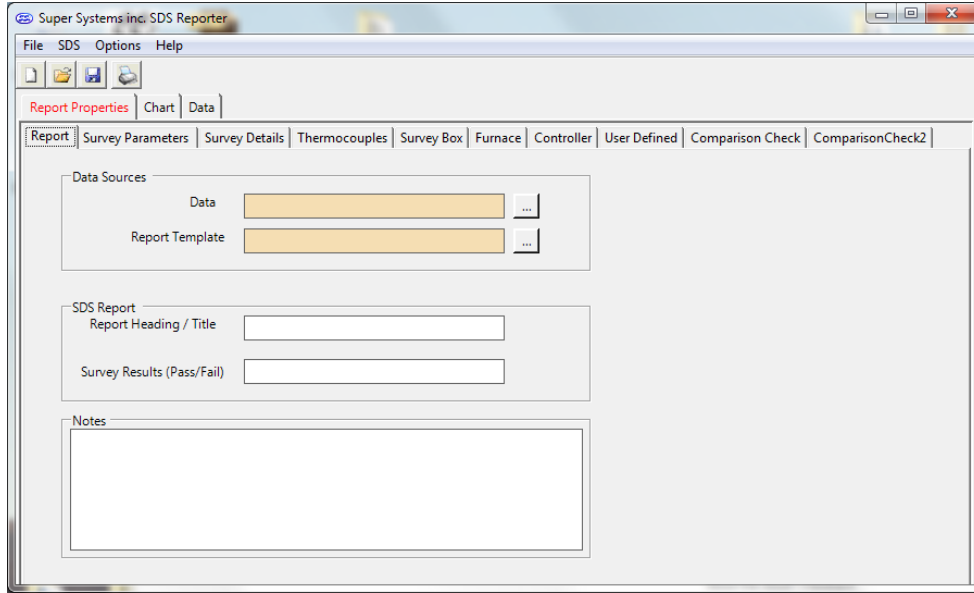 Super Systems inc. SDS Reporter
File SDS Options Help
Report Properties Chart Data
Report Survey Parameters Survey Details Thermocouples Survey Box Furnace Controller User Defined Comparison Check ComparisonCheck2
Data Sources
Data ...
Report Template ...
SDS Report
Report Heading / Title
Survey Results (Pass/Fail)
Notes